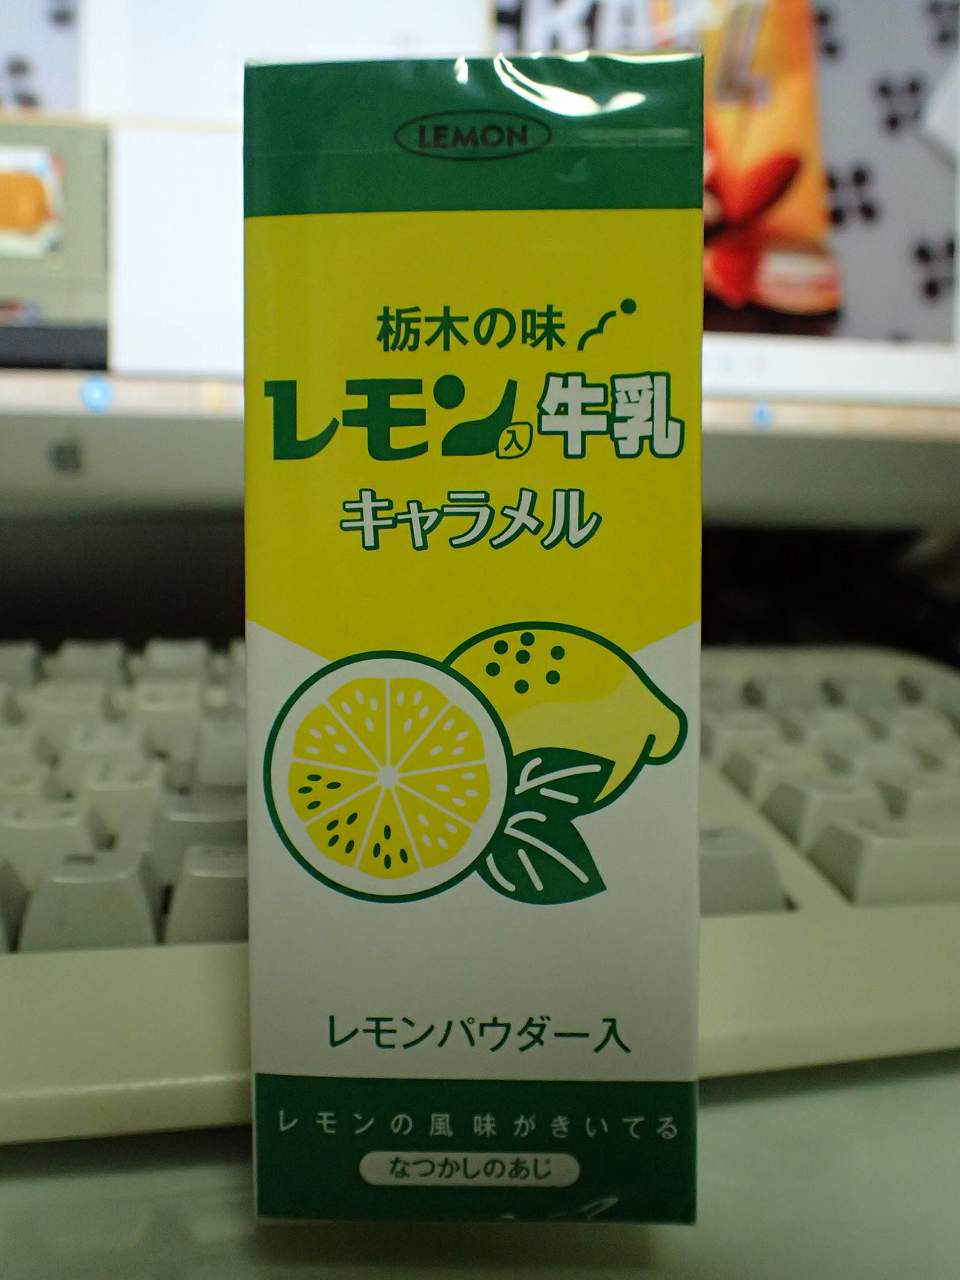 LEMON
栃木の味
レモン入牛乳
キャラメル
レモンパウダー入
レモンの風味がきいてる
なつかしのあじ